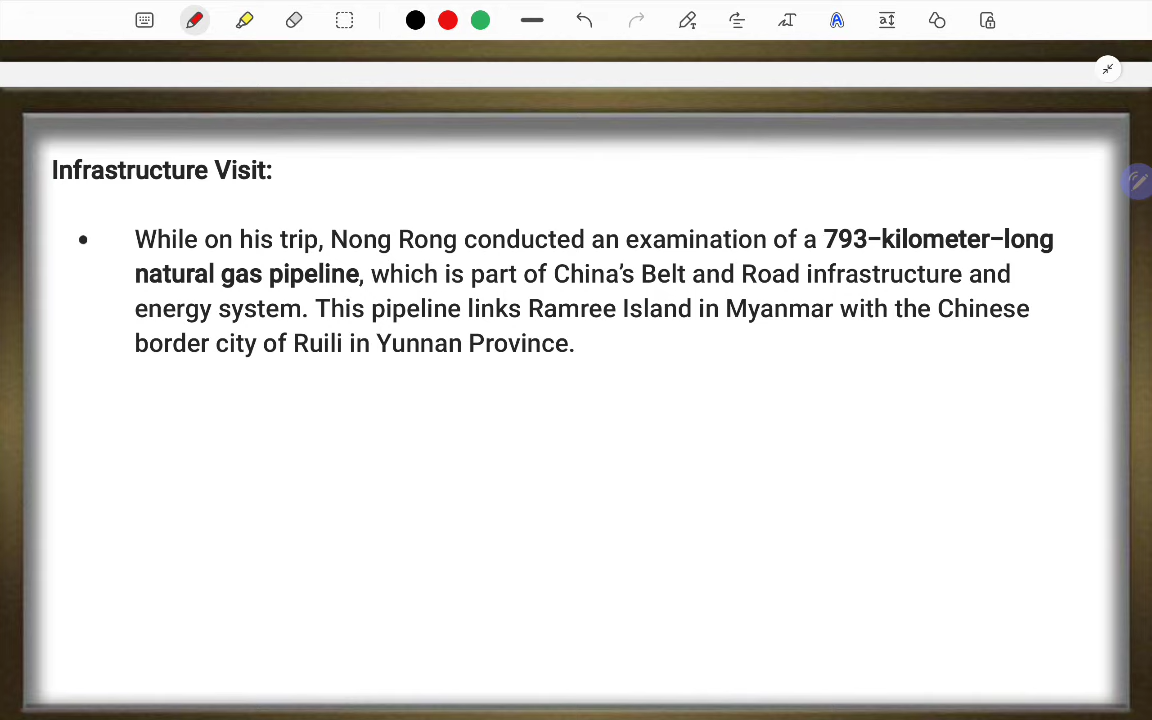 Infrastructure Visit:
• While on his trip, Nong Rong conducted an examination of a 793-kilometer-long
natural gas pipeline, which is part of China's Belt and Road infrastructure and
energy system. This pipeline links Ramree Island in Myanmar with the Chinese
border city of Ruili in Yunnan Province.